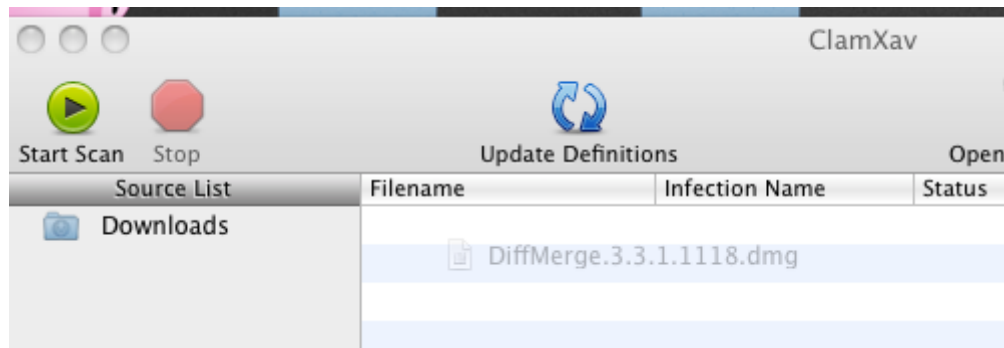 ClamXav
Start Scan Stop Update Definitions Open
Source List Filename Infection Name Status
Downloads
DiffMerge.3.3.1.1118.dmg